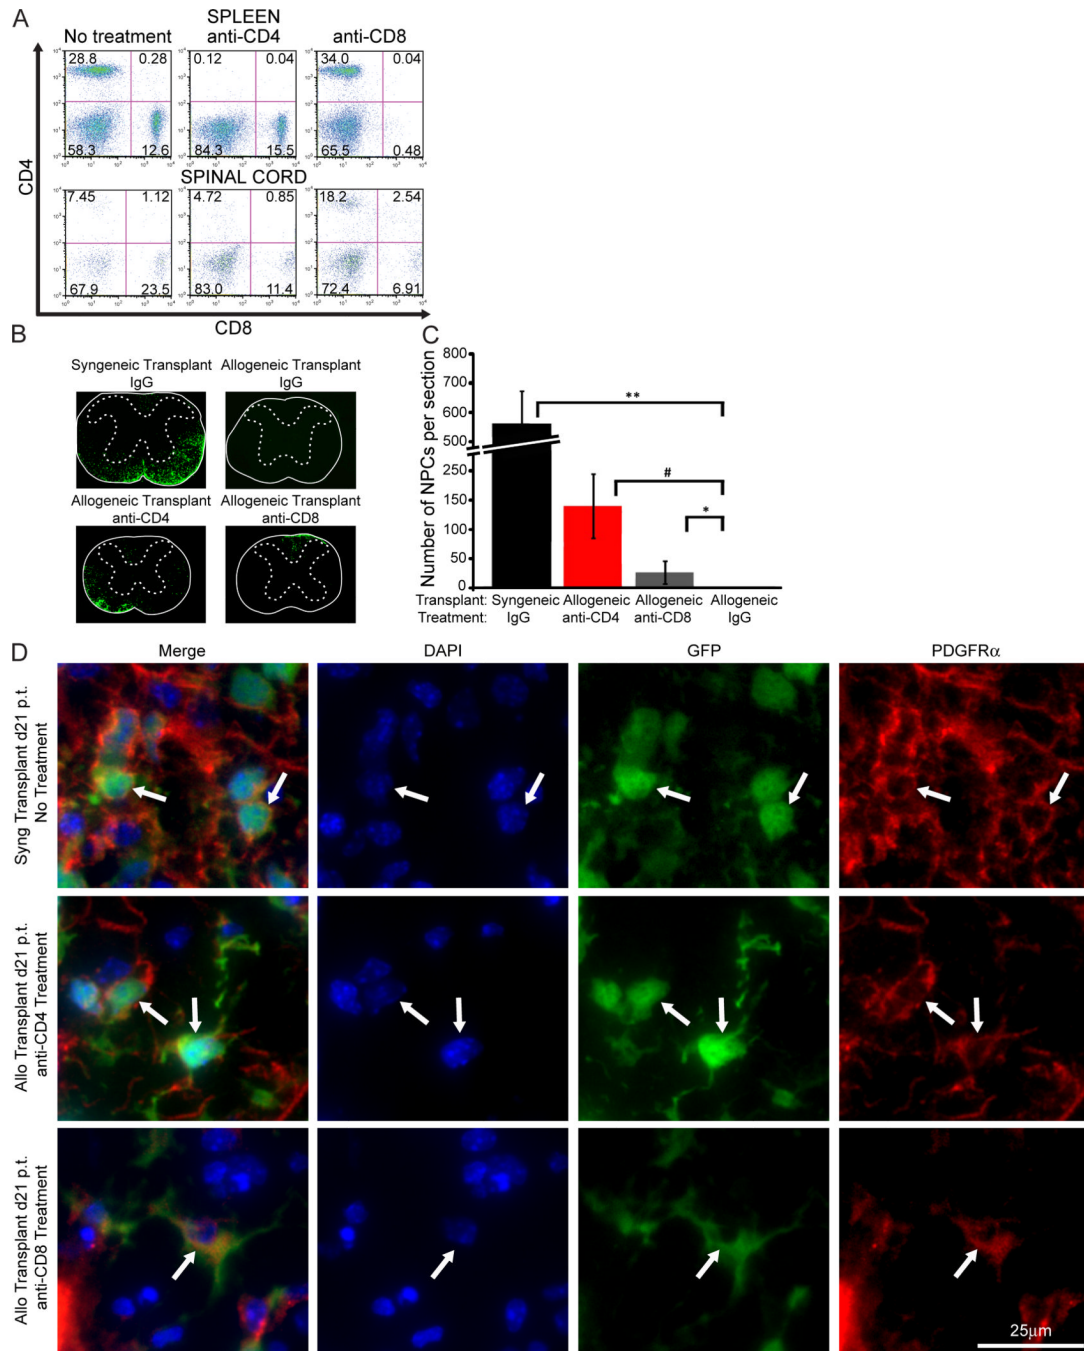 A
SPLEEN
No treatment anti-CD4 anti-CD8
28.8 0.28 0.12 0.04 34.0 0.04
58.3 12.6 84.3 15.5 65.5 0.48
CD4
SPINAL CORD
7.45 1.12 4.72 0.85 18.2 2.54
67.9 23.5 83.0 11.4 72.4 6.91
CD8
B
Syngeneic Transplant
IgG
Allogeneic Transplant
IgG
Allogeneic Transplant
anti-CD4
Allogeneic Transplant
anti-CD8
C
Number of NPCs per section
800
700
600
500
250
150
100
50
0
**
#
*
Transplant: Syngeneic Allogeneic Allogeneic Allogeneic
Treatment: IgG anti-CD4 anti-CD8 IgG
D
Merge DAPI GFP PDGFRα
Syng Transplant d21 p.t.
No Treatment
Allo Transplant d21 p.t.
anti-CD4 Treatment
Allo Transplant d21 p.t.
anti-CD8 Treatment
25µm